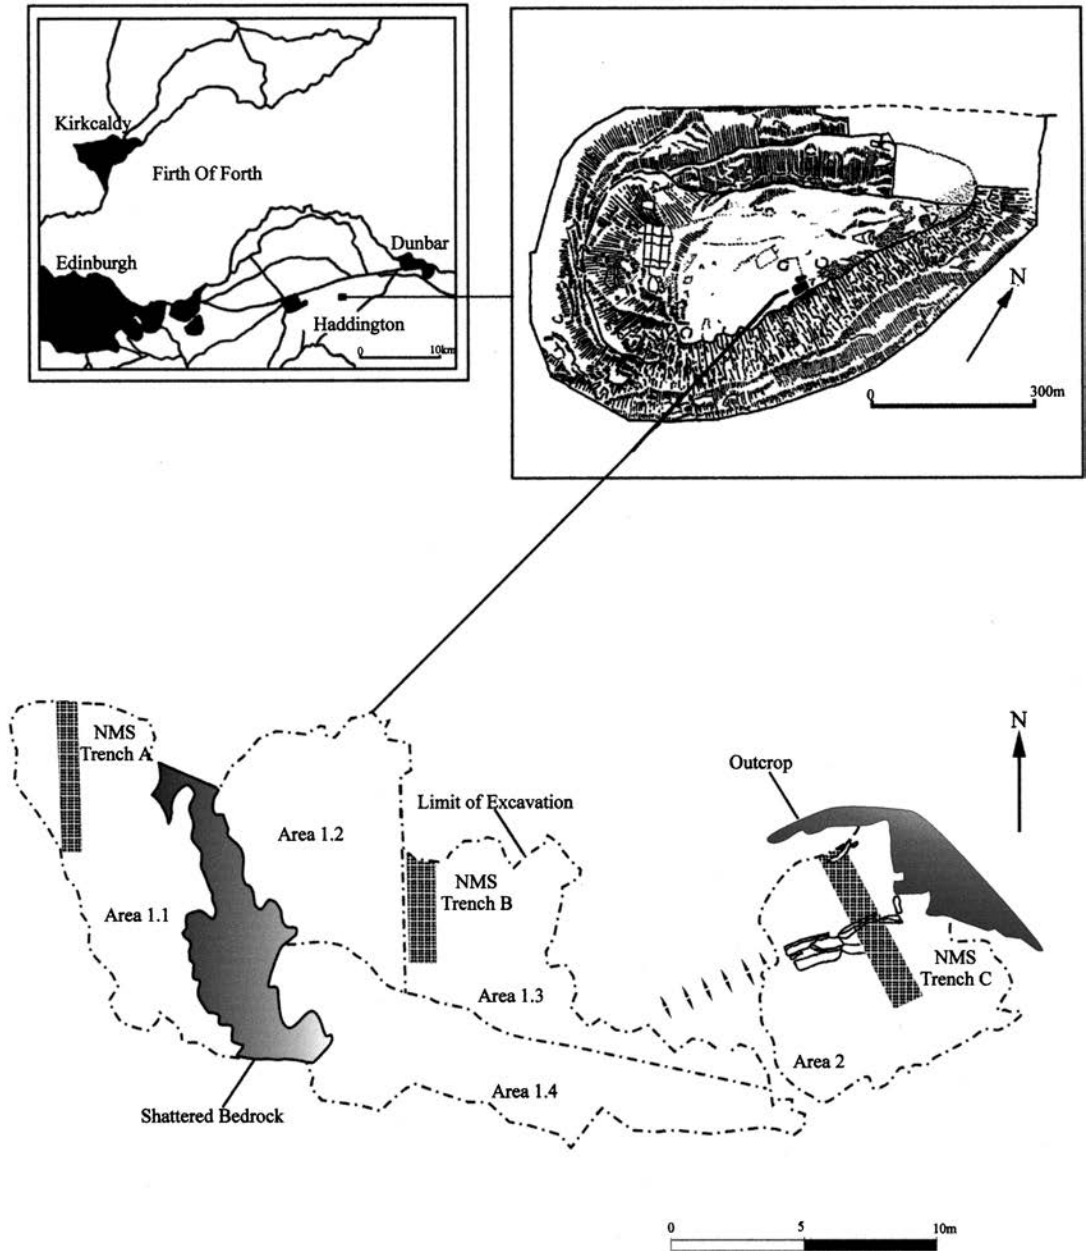 Kirkcaldy
Firth Of Forth
Edinburgh
Dunbar
Haddington
0
10km
N
0
300m
NMS
Trench A
Area 1.2
Limit of Excavation
NMS
Trench B
Area 1.1
Area 1.3
Area 1.4
Shattered Bedrock
Outcrop
N
NMS
Trench C
Area 2
0
5
10m